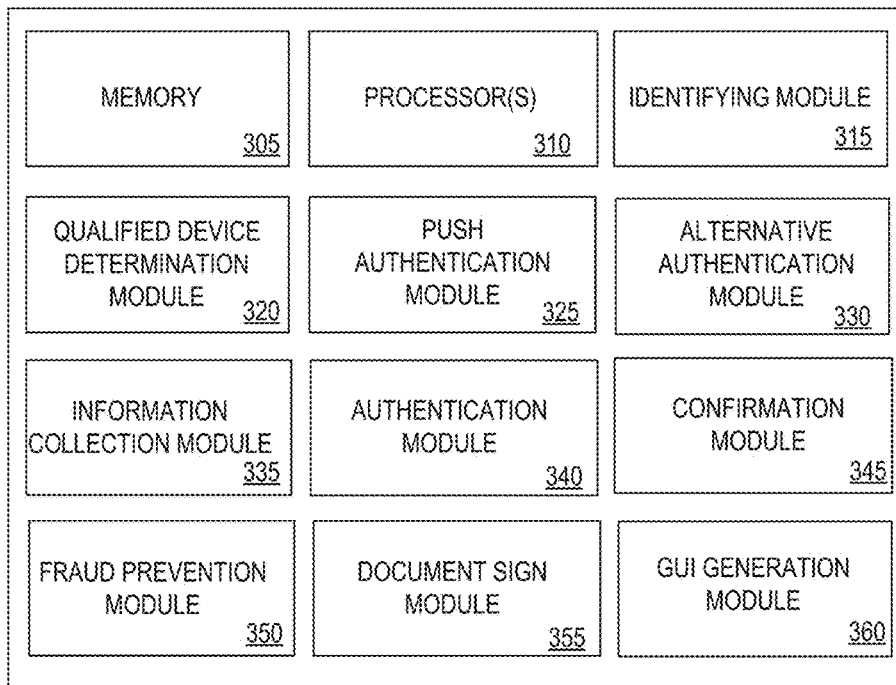 MEMORY
305
PROCESSOR(S)
310
IDENTIFYING MODULE
315
QUALIFIED DEVICE
DETERMINATION
MODULE
320
PUSH
AUTHENTICATION
MODULE
325
ALTERNATIVE
AUTHENTICATION
MODULE
330
INFORMATION
COLLECTION MODULE
335
AUTHENTICATION
MODULE
340
CONFIRMATION
MODULE
345
FRAUD PREVENTION
MODULE
350
DOCUMENT SIGN
MODULE
355
GUI GENERATION
MODULE
360